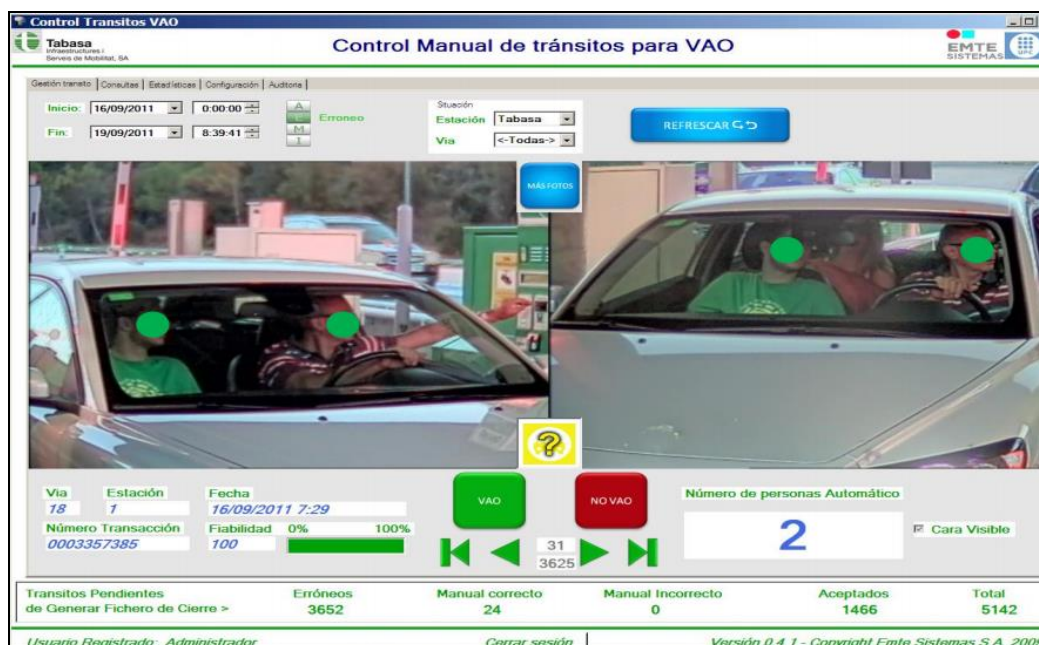 Control Transitos VAO
Tabasa
Infraestructures i
Serveis de Mobilitat, SA
Control Manual de tránsitos para VAO
EMTE
SISTEMAS
UPC
Gestión transito Consultas Estadísticas Configuración Auditoria
Inicio: 16/09/2011 0:00:00
Fin: 19/09/2011 8:39:41
A
E
M
I
Erroneo
Situación
Estación Tabasa
Via <-Todas->
REFRESCAR
MÁS FOTOS
?
Via Estación Fecha
18 1 16/09/2011 7:29
Número Transacción Fiabilidad 0% 100%
0003357385 100
VAO
NO VAO
31
3625
Número de personas Automático
2
Cara Visible
Transitos Pendientes
de Generar Fichero de Cierre >
Erróneos Manual correcto Manual Incorrecto Aceptados Total
3652 24 0 1466 5142
Usuario Registrado: Administrador Cerrar sesión Versión 0.4.1 - Copyright Emte Sistemas S.A. 2009